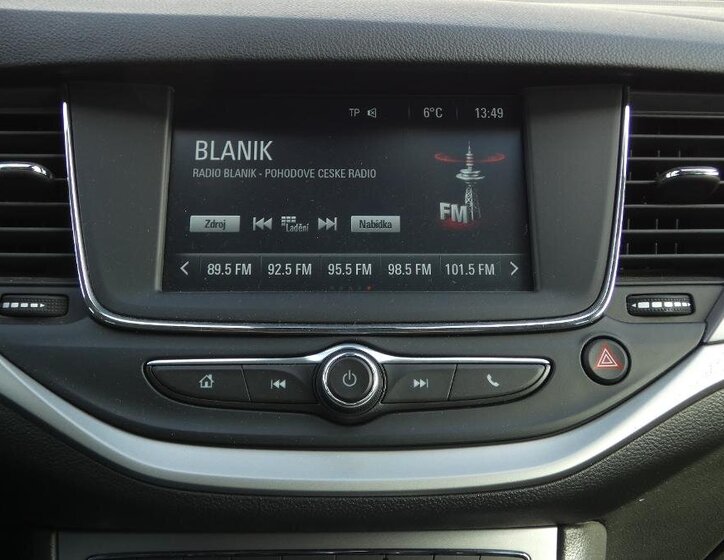 TP 6°C 13:49
BLANIK
RADIO BLANIK - POHODOVE CESKE RADIO
FM
Zdroj Ladění Nabídka
89.5 FM 92.5 FM 95.5 FM 98.5 FM 101.5 FM